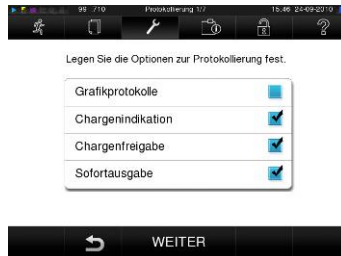 99 710 Protokollierung 1/7 15:46 24-09-2010
Legen Sie die Optionen zur Protokollierung fest.
Grafikprotokolle
Chargenindikation
Chargenfreigabe
Sofortausgabe
WEITER